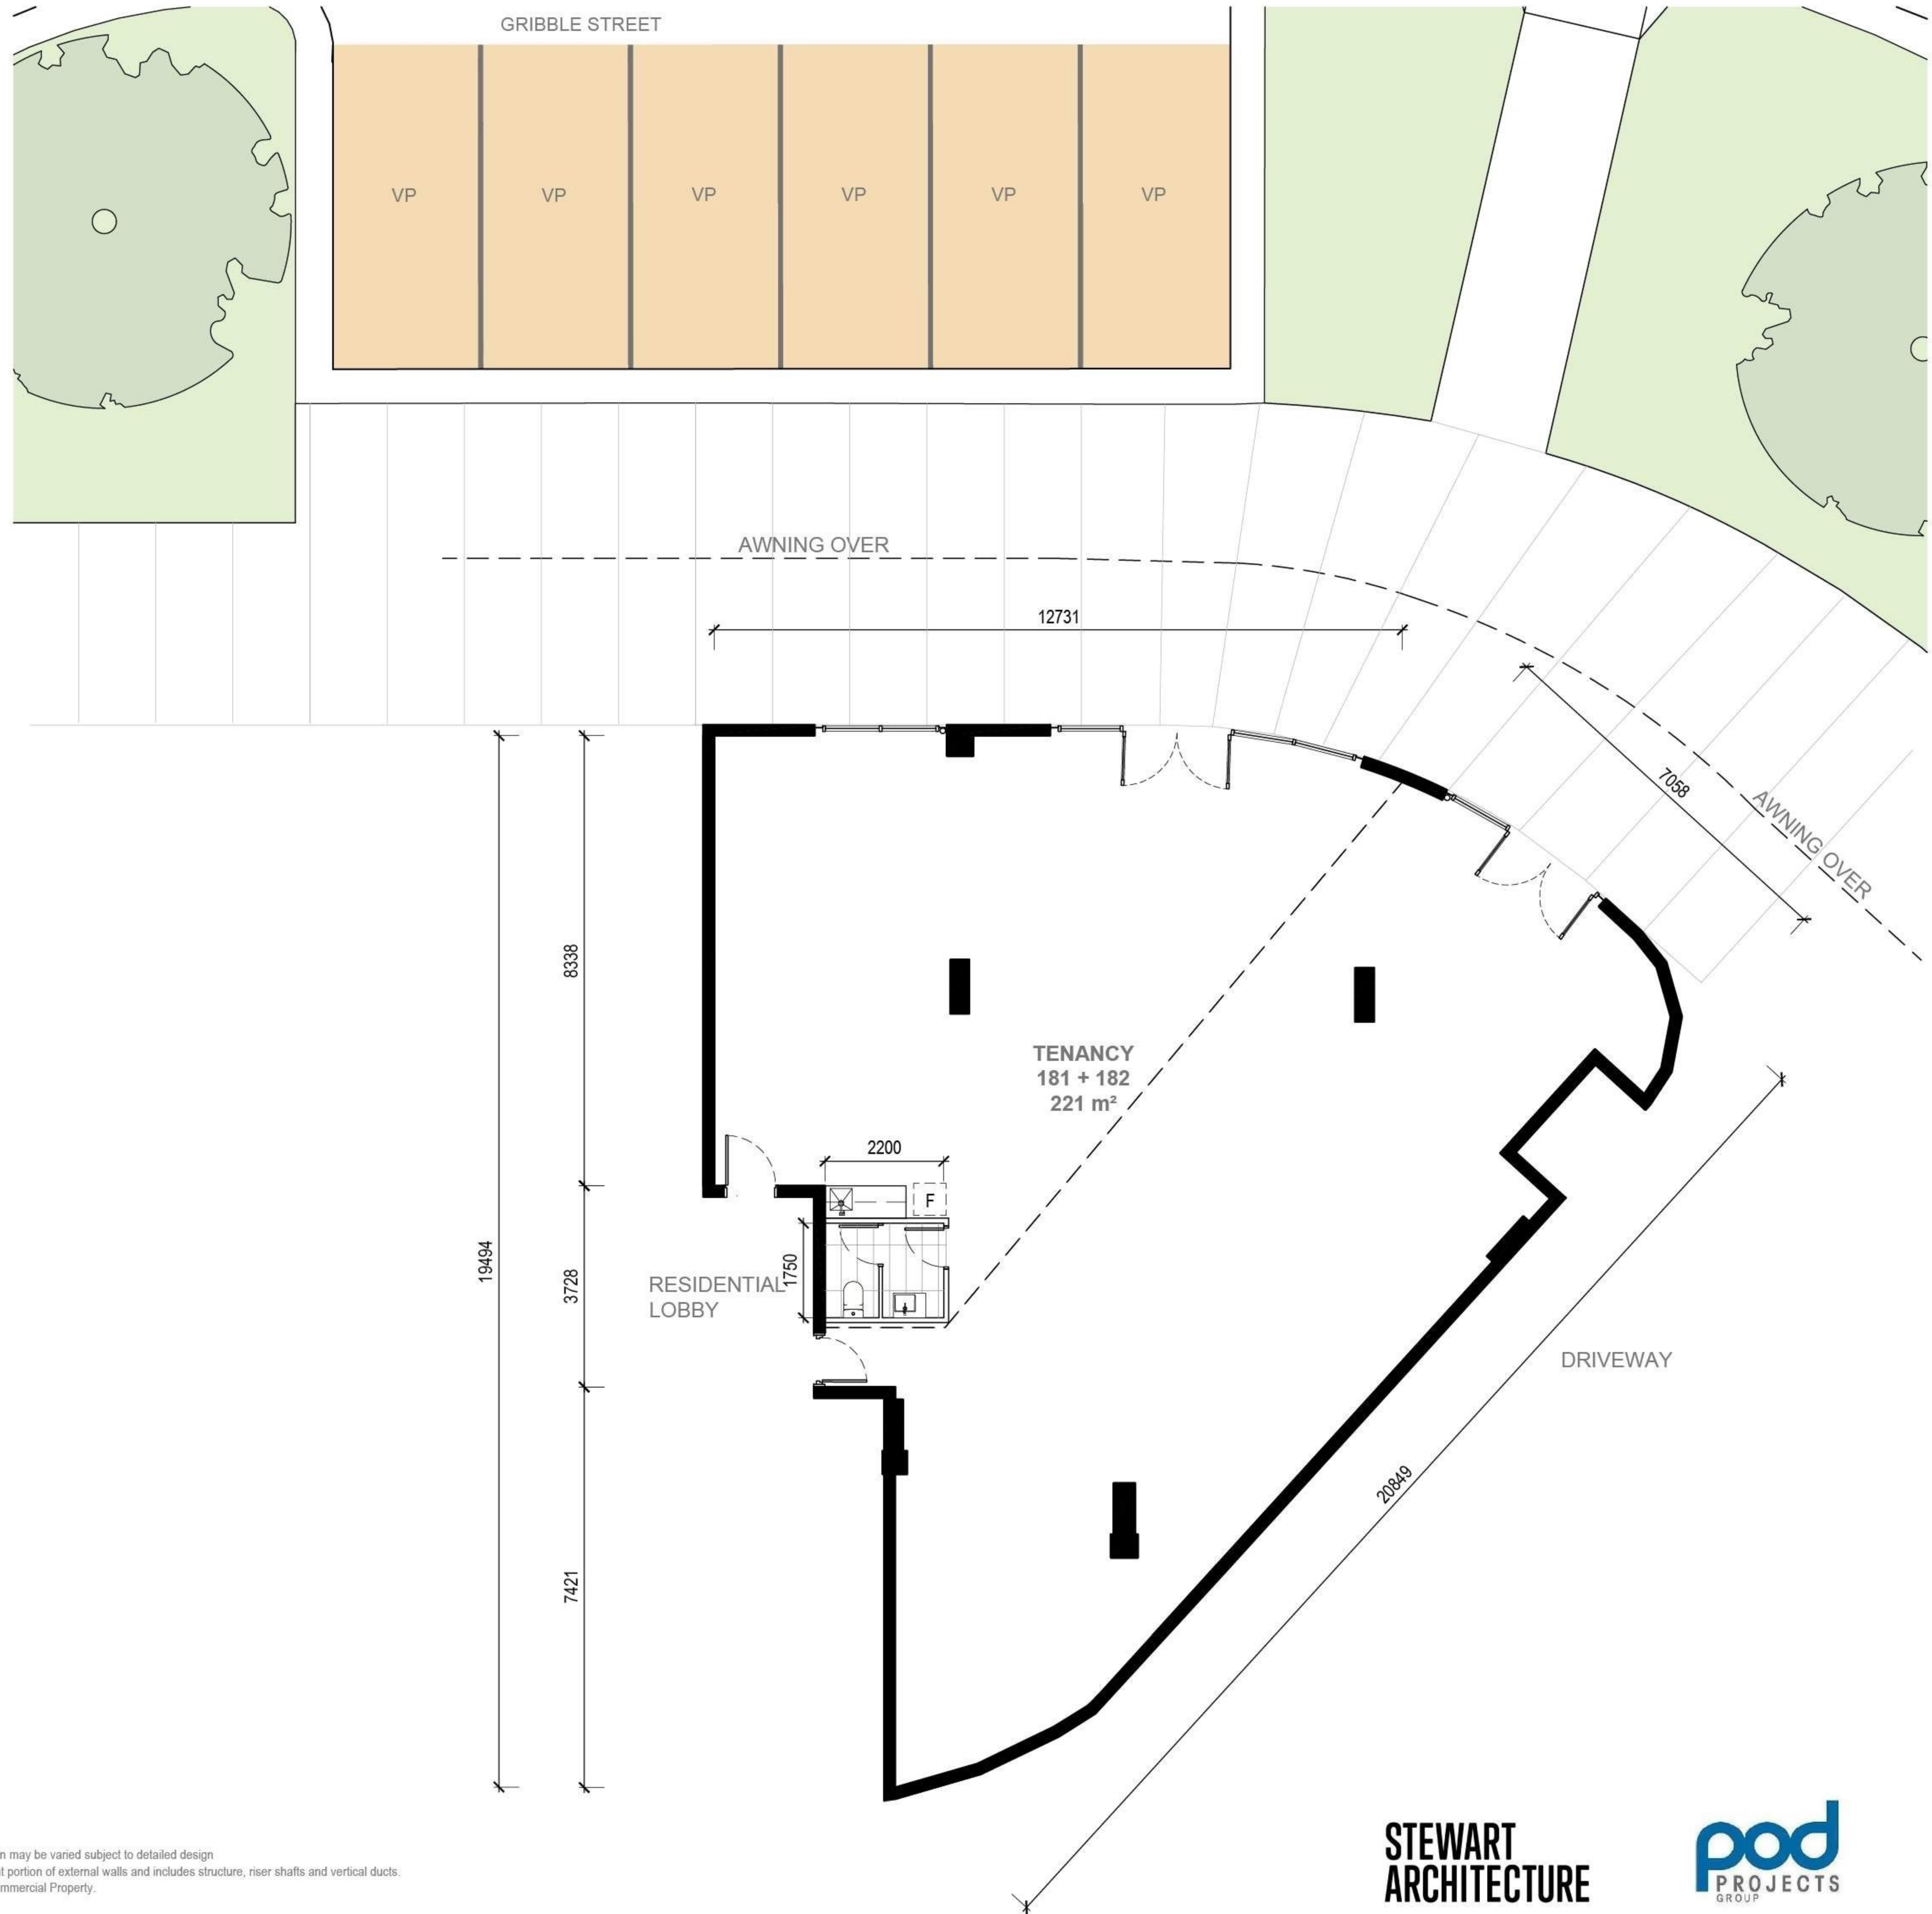 GRIBBLE STREET
VP VP VP VP VP VP
AWNING OVER
12731
7058
AWNING OVER
8338
TENANCY
181 + 182
221 m²
2200
F
19494
3728
1750
RESIDENTIAL
LOBBY
DRIVEWAY
20849
7421
n may be varied subject to detailed design
t portion of external walls and includes structure, riser shafts and vertical ducts.
mmercial Property.
STEWART
ARCHITECTURE
pod
PROJECTS
GROUP